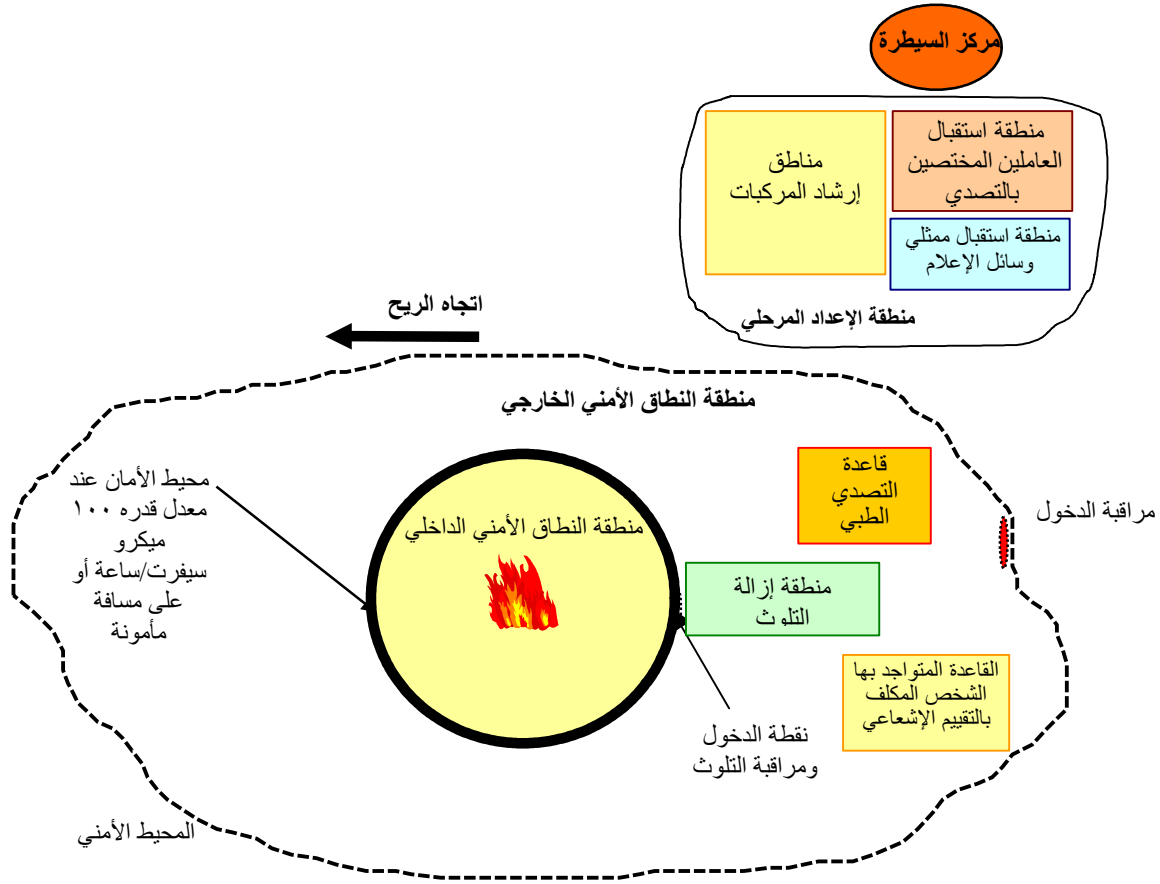 مركز السيطرة
منطقة استقبال
العاملين المختصين
بالتصدي
مناطق
إرشاد المركبات
منطقة استقبال ممثلي
وسائل الإعلام
منطقة الإعداد المرحلي
اتجاه الريح
منطقة النطاق الأمني الخارجي
قاعدة
التصدي
الطبي
مراقبة الدخول
محيط الأمان عند
معدل قدره ١٠٠
ميكرو
سيفرت/ساعة أو
على مسافة
مأمونة
منطقة النطاق الأمني الداخلي
منطقة إزالة
التلوث
القاعدة المتواجد بها
الشخص المكلف
بالتقييم الإشعاعي
نقطة الدخول
ومراقبة التلوث
المحيط الأمني